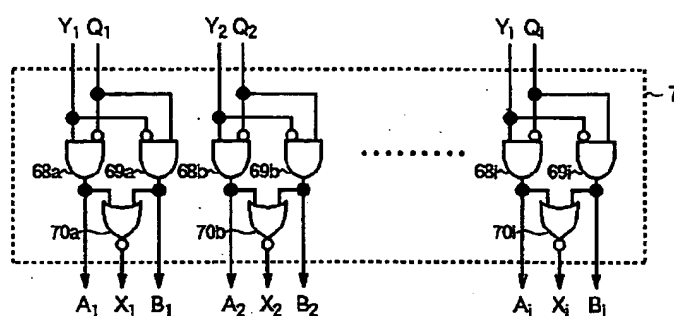 Y1 Q1 Y2 Q2 Yi Qi
7
68a 69a 68b 69b 68i 69i
70a 70b 70i
A1 X1 B1 A2 X2 B2 Ai Xi Bi